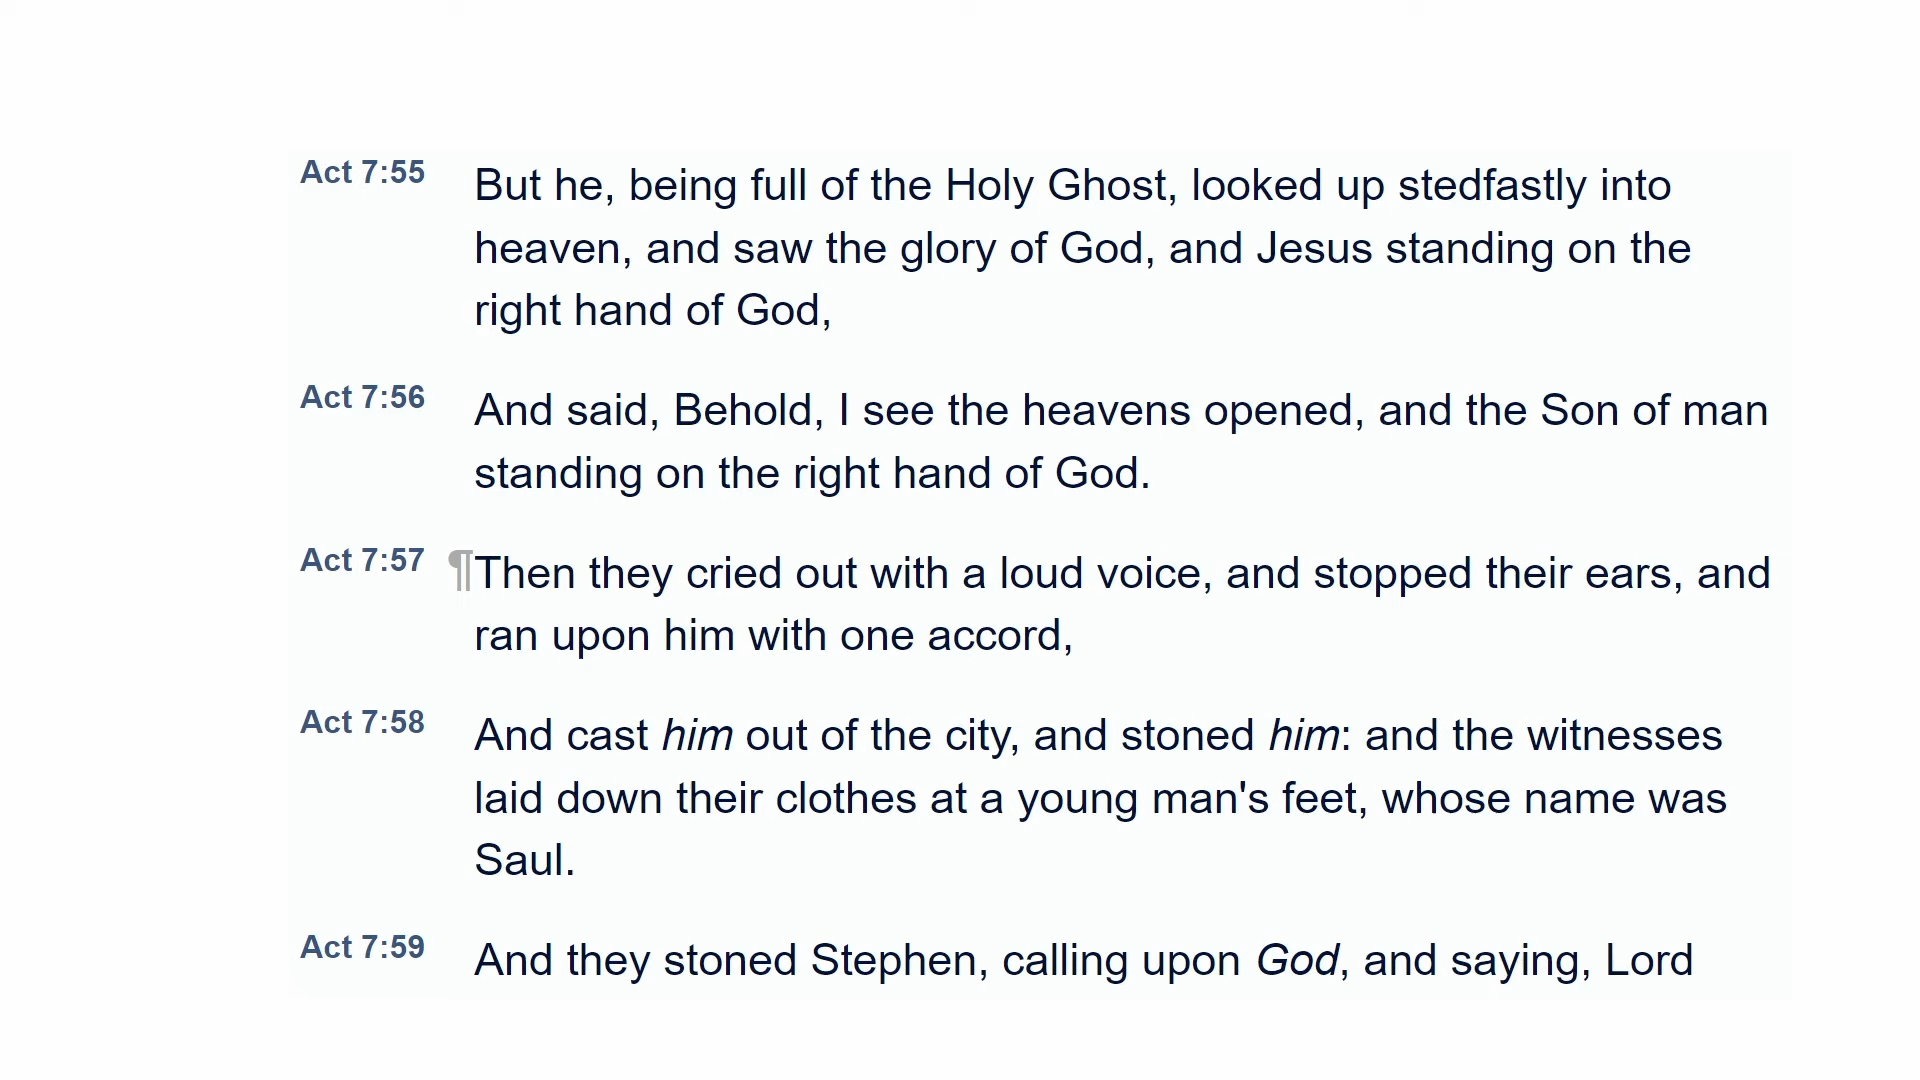 Act 7:55 But he, being full of the Holy Ghost, looked up stedfastly into
heaven, and saw the glory of God, and Jesus standing on the
right hand of God,
Act 7:56 And said, Behold, I see the heavens opened, and the Son of man
standing on the right hand of God.
Act 7:57 ¶Then they cried out with a loud voice, and stopped their ears, and
ran upon him with one accord,
Act 7:58 And cast him out of the city, and stoned him: and the witnesses
laid down their clothes at a young man's feet, whose name was
Saul.
Act 7:59 And they stoned Stephen, calling upon God, and saying, Lord